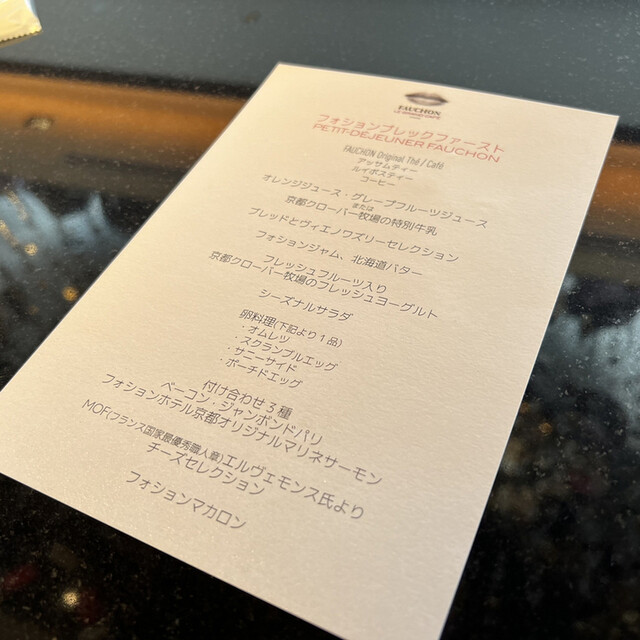 FAUCHON
フォションブレックファースト
PETIT-DEJEUNER FAUCHON
FAUCHON Original Thé / Café
アッサムティー
ルイボスティー
コーヒー
オレンジジュース・グレープフルーツジュース
または
京都クローバー牧場の特別牛乳
ブレッドとヴィエノワズリーセレクション
フォションジャム、北海道バター
フレッシュフルーツ入り
京都クローバー牧場のフレッシュヨーグルト
シーズナルサラダ
卵料理(下記より1品)
・オムレツ
・スクランブルエッグ
・サニーサイド
・ポーチドエッグ
付け合わせ3種
ベーコン・ジャンボンドパリ
フォションホテル京都オリジナルマリネサーモン
MOF(フランス国家最優秀職人章)エルヴェモンス氏より
チーズセレクション
フォションマカロン